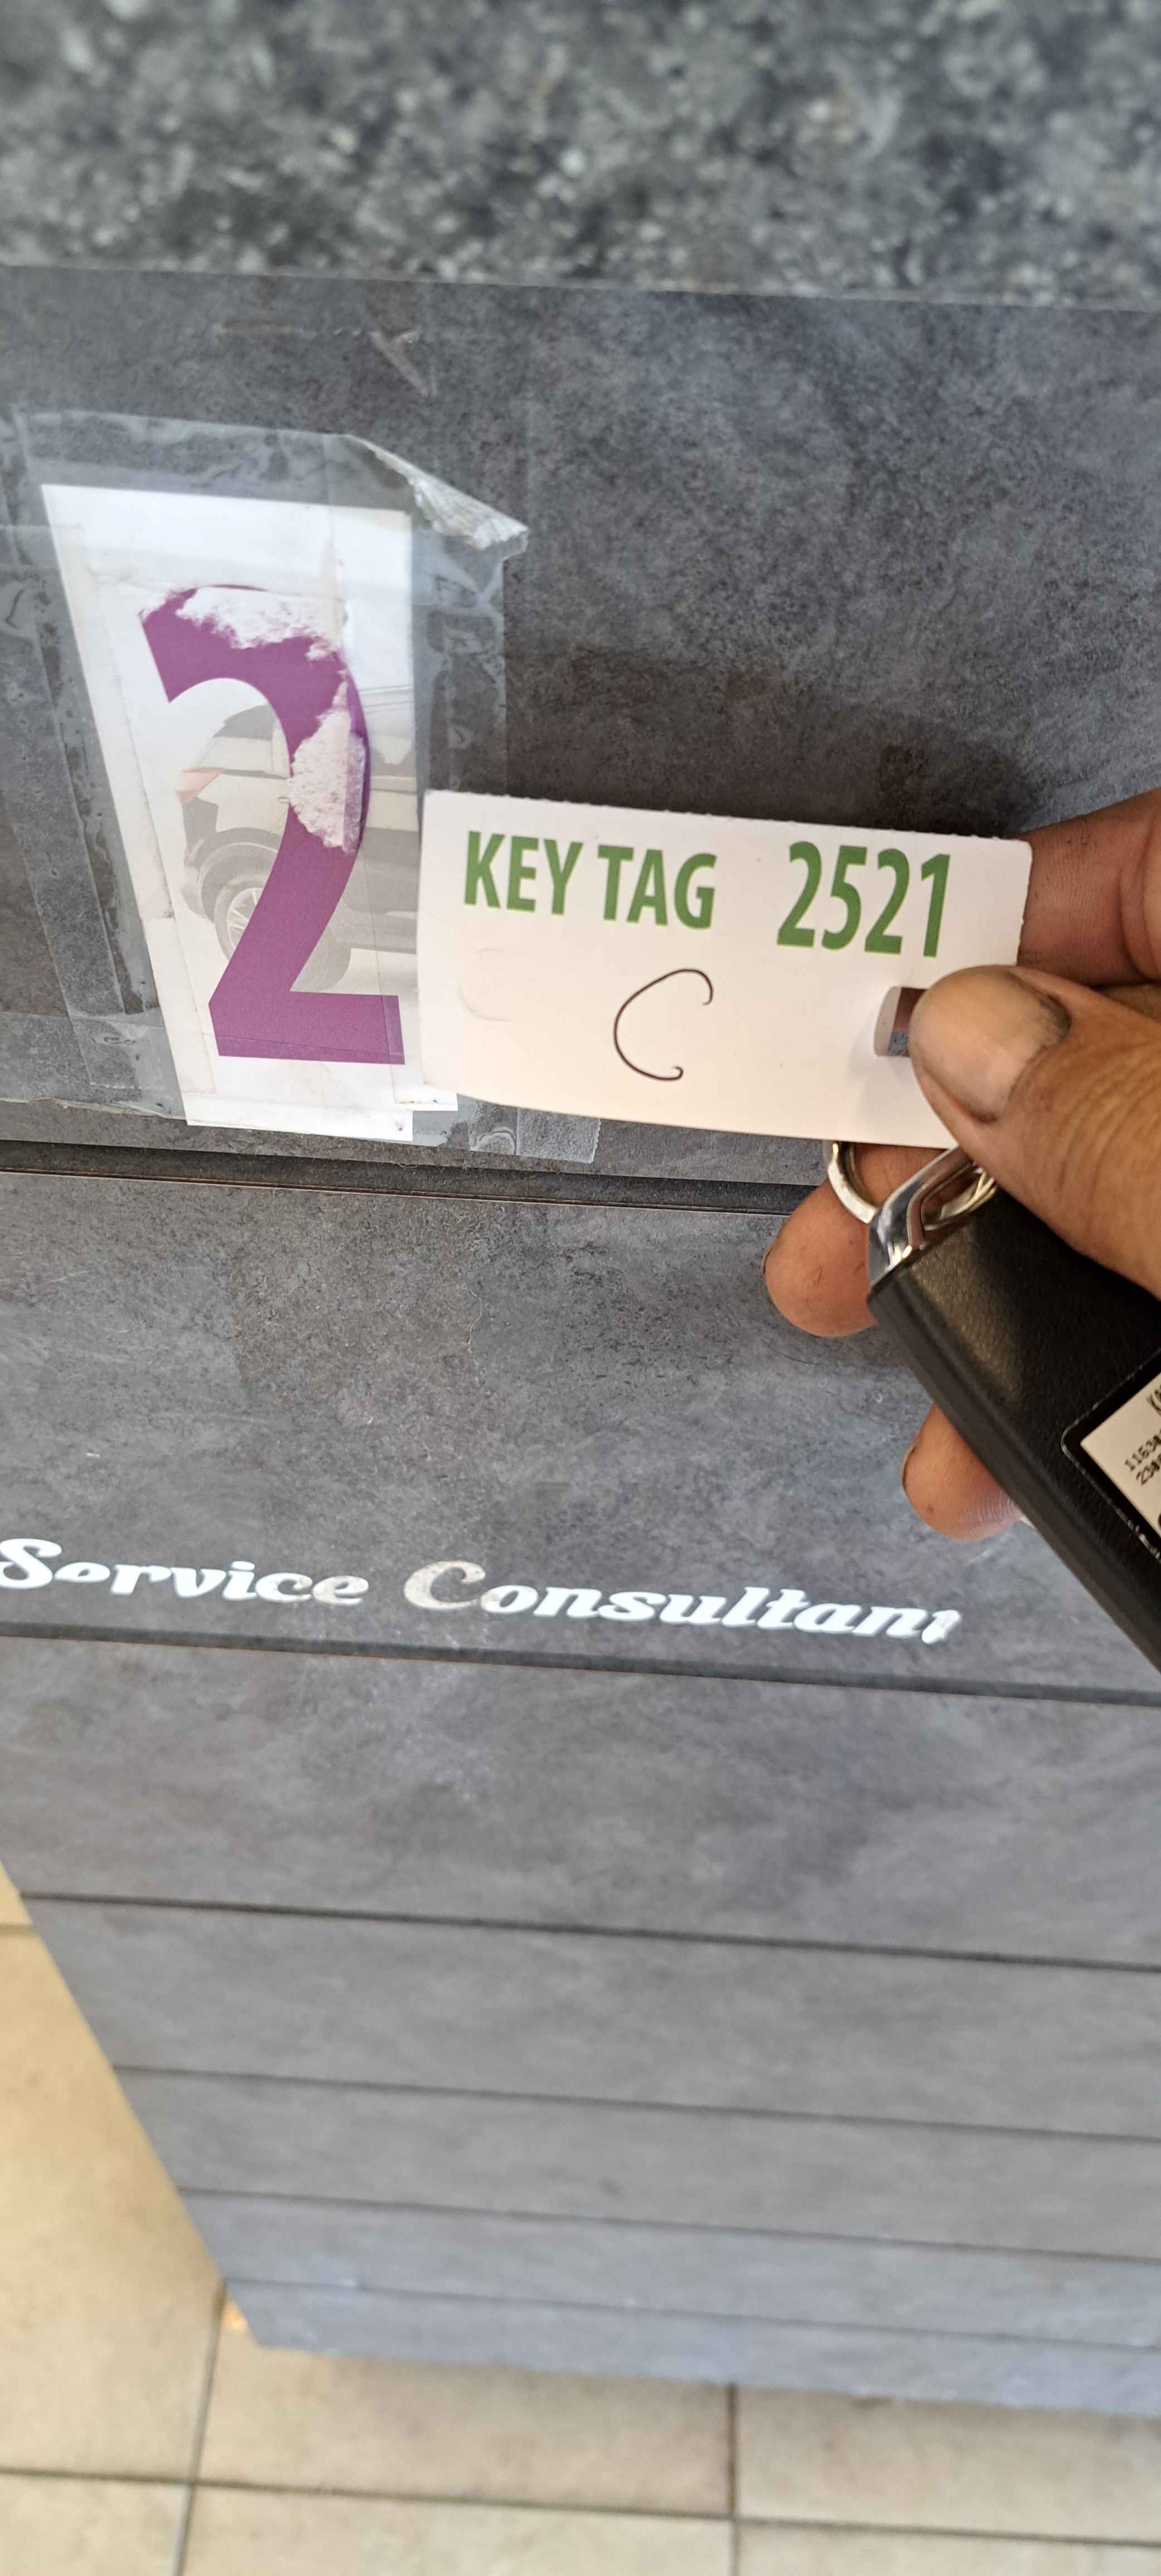 2
KEY TAG 2521
C
Service Consultant